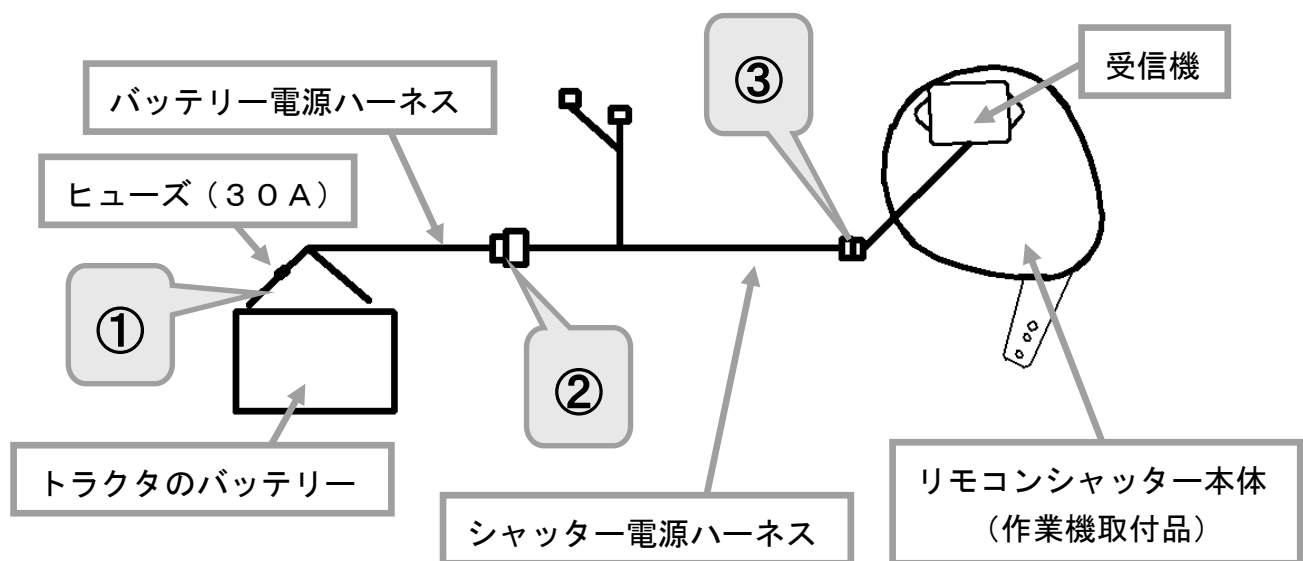 ③
受信機
バッテリー電源ハーネス
ヒューズ（３０Ａ）
①
②
トラクタのバッテリー
シャッター電源ハーネス
リモコンシャッター本体
（作業機取付品）